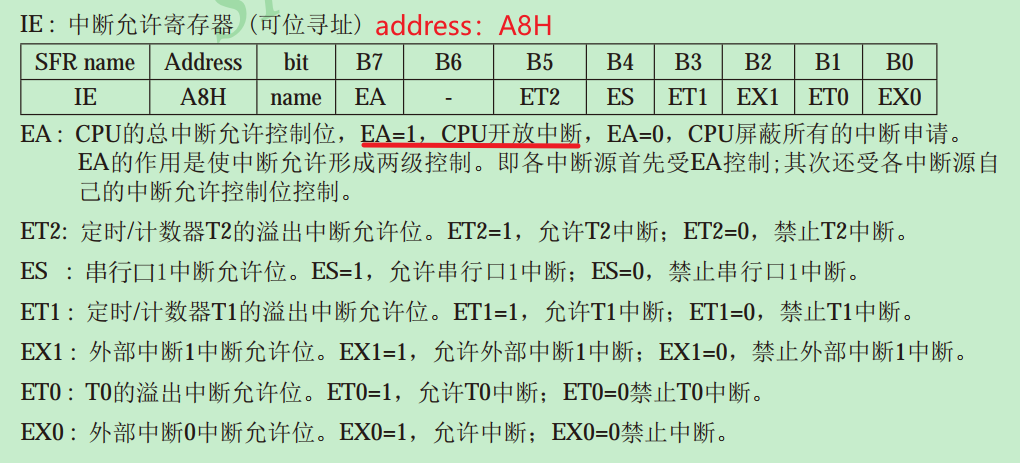 IE：中断允许寄存器 (可位寻址) address：A8H
SFR name Address bit B7 B6 B5 B4 B3 B2 B1 B0
IE A8H name EA - ET2 ES ET1 EX1 ET0 EX0
EA：CPU的总中断允许控制位，EA=1，CPU开放中断，EA=0，CPU屏蔽所有的中断申请。
EA的作用是使中断允许形成两级控制。即各中断源首先受EA控制;其次还受各中断源自
己的中断允许控制位控制。
ET2：定时/计数器T2的溢出中断允许位。ET2=1，允许T2中断；ET2=0，禁止T2中断。
ES ：串行口1中断允许位。ES=1，允许串行口1中断；ES=0，禁止串行口1中断。
ET1：定时/计数器T1的溢出中断允许位。ET1=1，允许T1中断；ET1=0，禁止T1中断。
EX1：外部中断1中断允许位。EX1=1，允许外部中断1中断；EX1=0，禁止外部中断1中断。
ET0：T0的溢出中断允许位。ET0=1，允许T0中断；ET0=0禁止T0中断。
EX0：外部中断0中断允许位。EX0=1，允许中断；EX0=0禁止中断。